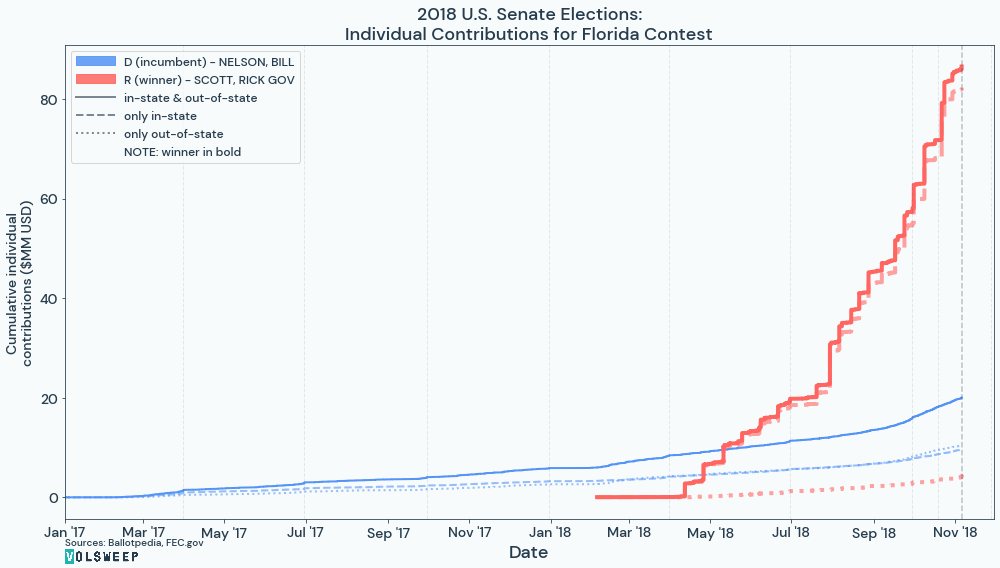 2018 U.S. Senate Elections:
Individual Contributions for Florida Contest
D (incumbent) - NELSON, BILL
R (winner) - SCOTT, RICK GOV
in-state & out-of-state
only in-state
only out-of-state
NOTE: winner in bold
Cumulative individual
contributions ($MM USD)
80
60
40
20
0
Jan '17 Mar '17 May '17 Jul '17 Sep '17 Nov '17 Jan '18 Mar '18 May '18 Jul '18 Sep '18 Nov '18
Date
Sources: Ballotpedia, FEC.gov
VOLSWEEP